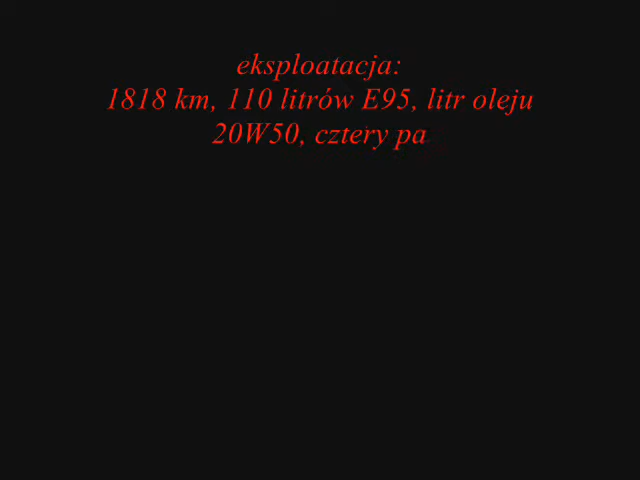 eksploatacja:
1818 km, 110 litrów E95, litr oleju
20W50, cztery pa